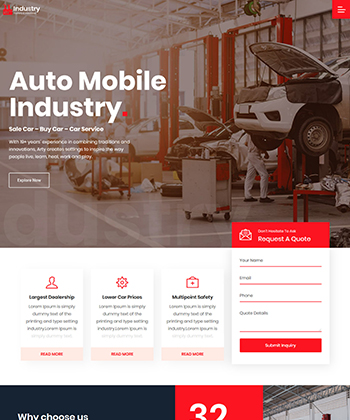 Industry
Auto Mobile
Industry.
Sale Car – Buy Car – Car Service
With 10+ years' experience in combining traditions and
innovations, Arty creates settings to inspire the way
people live, learn, heal, work and play.
Explore Now
Don't Hesitate To Ask
Request A Quote
Your Name
Email
Phone
Quote Details
Submit Inquiry
Largest Dealership
Lorem Ipsum is simply
dummy text of the
printing and type setting
industry.Lorem Ipsum is
simply dummy
READ MORE
Lower Car Prices
Lorem Ipsum is simply
dummy text of the
printing and type setting
industry.Lorem Ipsum is
simply dummy
READ MORE
Multipoint Safety
Lorem Ipsum is simply
dummy text of the
printing and type setting
industry.Lorem Ipsum is
simply dummy
READ MORE
Why choose us
32